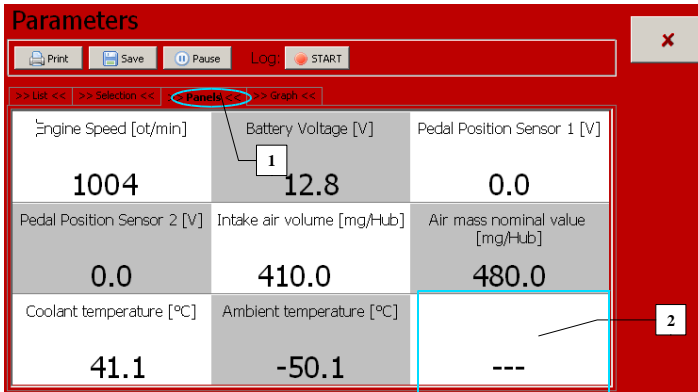 Parameters
Print Save Pause Log: START
>> List << >> Selection << >> Panels << >> Graph <<
Engine Speed [ot/min] Battery Voltage [V] Pedal Position Sensor 1 [V]
1
1004 12.8 0.0
Pedal Position Sensor 2 [V] Intake air volume [mg/Hub] Air mass nominal value
[mg/Hub]
0.0 410.0 480.0
Coolant temperature [ºC] Ambient temperature [ºC]
2
41.1 -50.1 ---